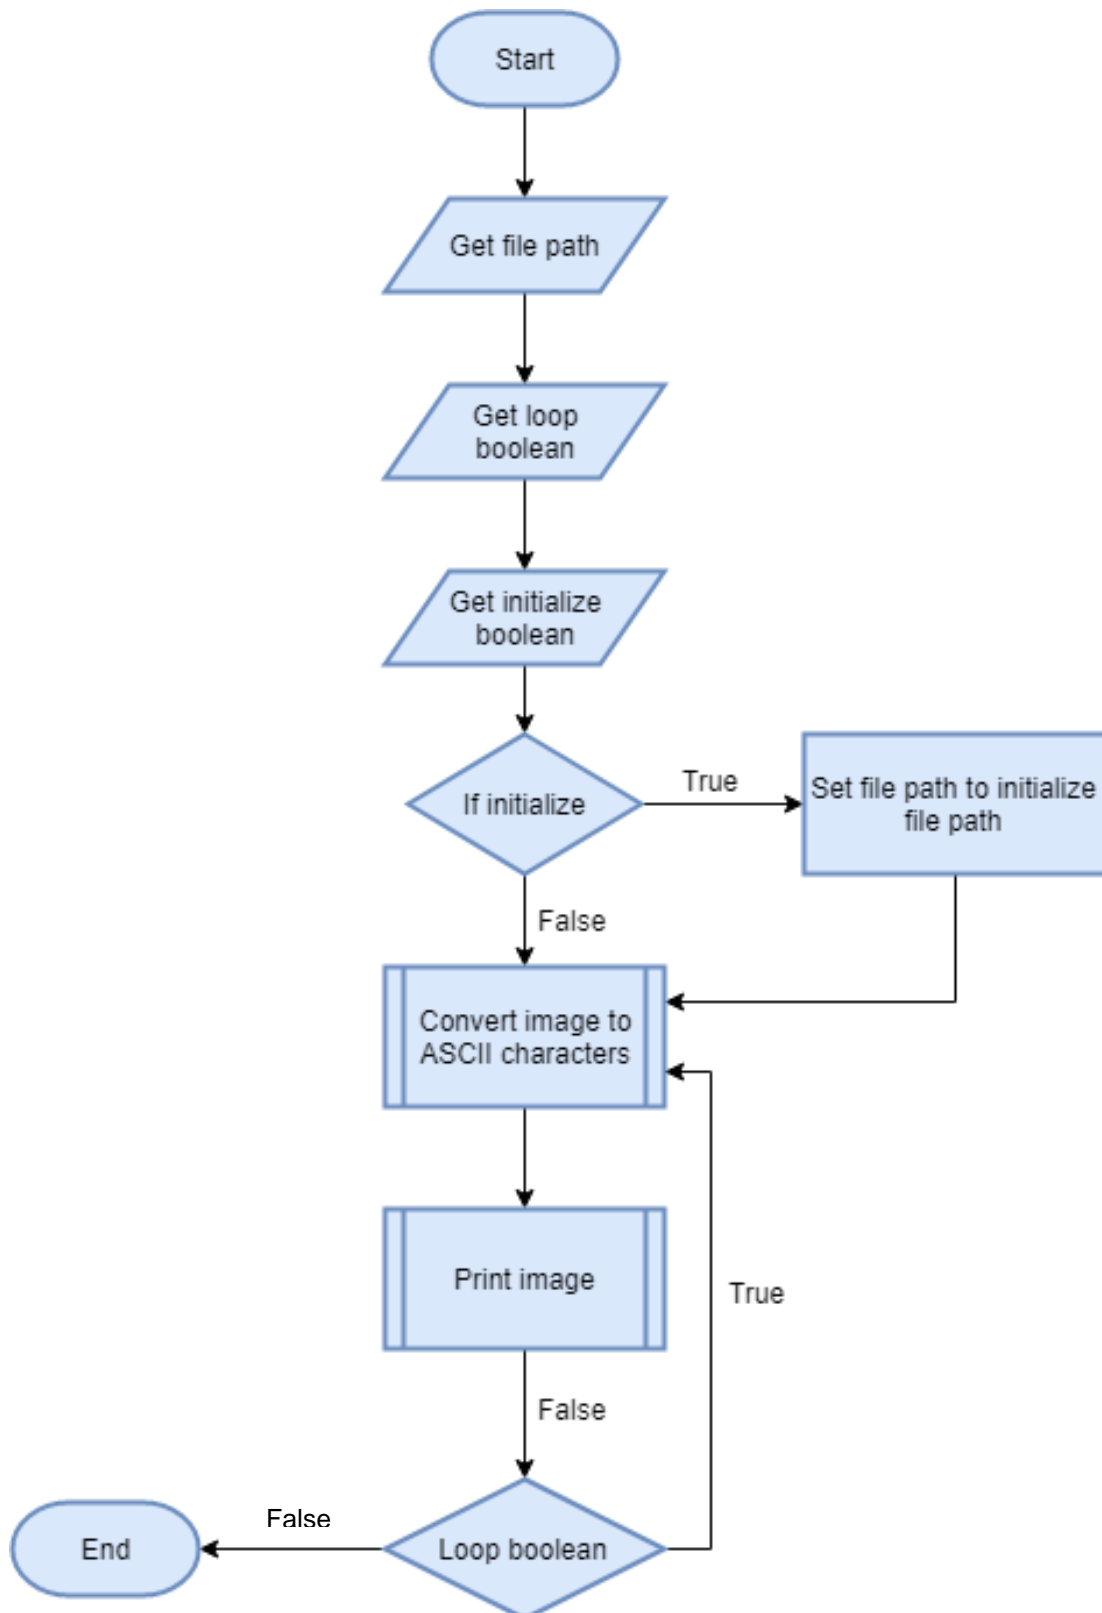 Start
Get file path
Get loop
boolean
Get initialize
boolean
If initialize
True
Set file path to initialize
file path
False
Convert image to
ASCII characters
Print image
True
False
Loop boolean
False
End